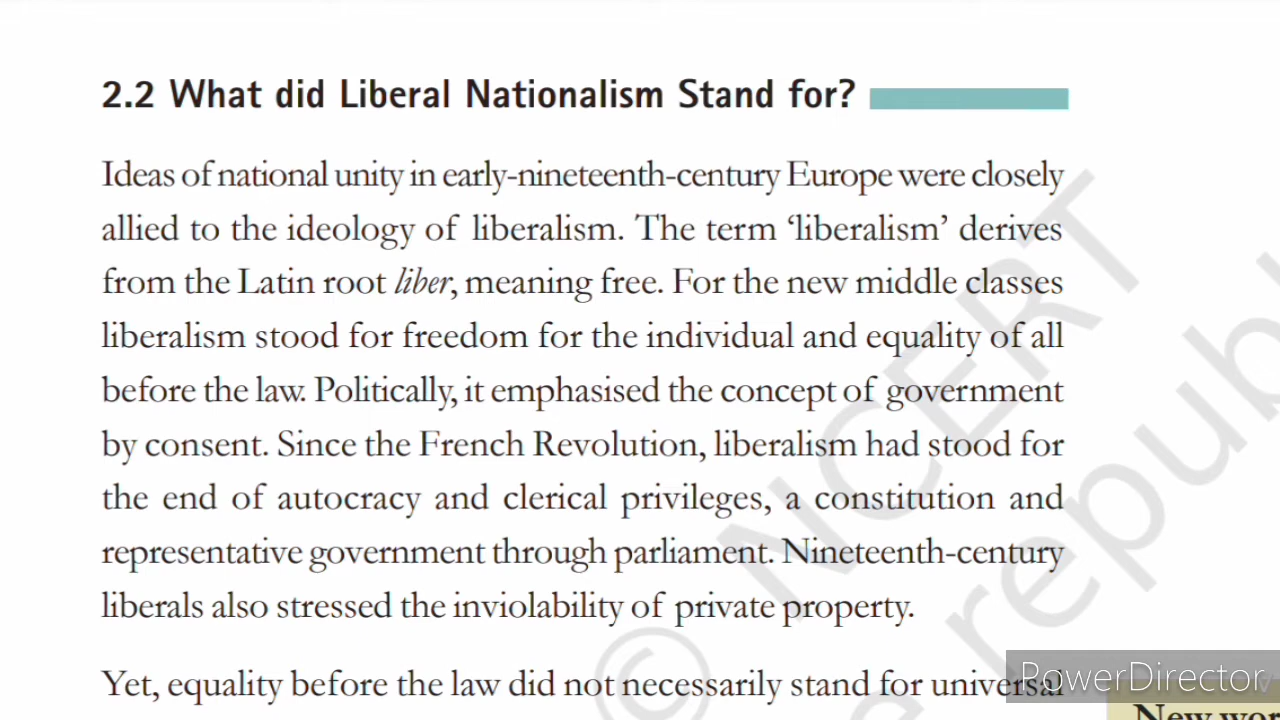 2.2 What did Liberal Nationalism Stand for?
Ideas of national unity in early-nineteenth-century Europe were closely
allied to the ideology of liberalism. The term ‘liberalism’ derives
from the Latin root liber, meaning free. For the new middle classes
liberalism stood for freedom for the individual and equality of all
before the law. Politically, it emphasised the concept of government
by consent. Since the French Revolution, liberalism had stood for
the end of autocracy and clerical privileges, a constitution and
representative government through parliament. Nineteenth-century
liberals also stressed the inviolability of private property.
Yet, equality before the law did not necessarily stand for universal
© NCERT
PowerDirector
New